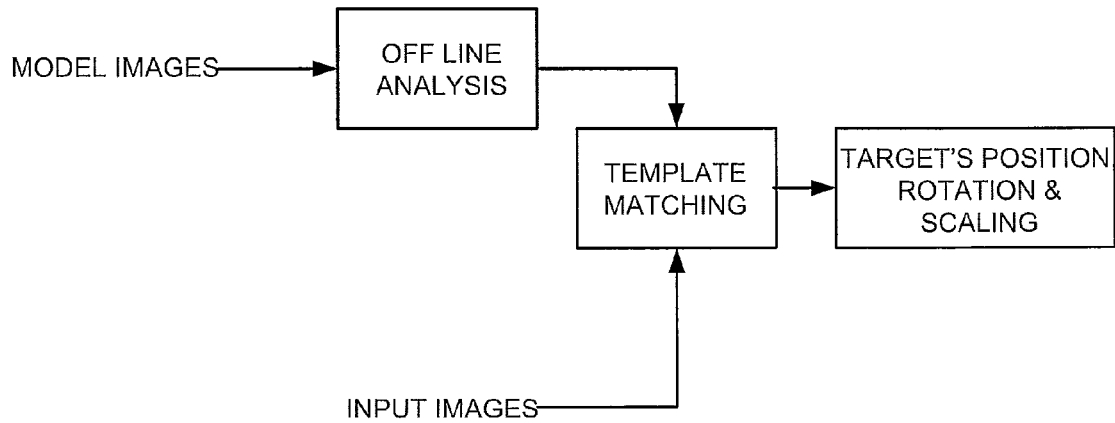 MODEL IMAGES
OFF LINE
ANALYSIS
TEMPLATE
MATCHING
TARGET'S POSITION,
ROTATION &
SCALING
INPUT IMAGES